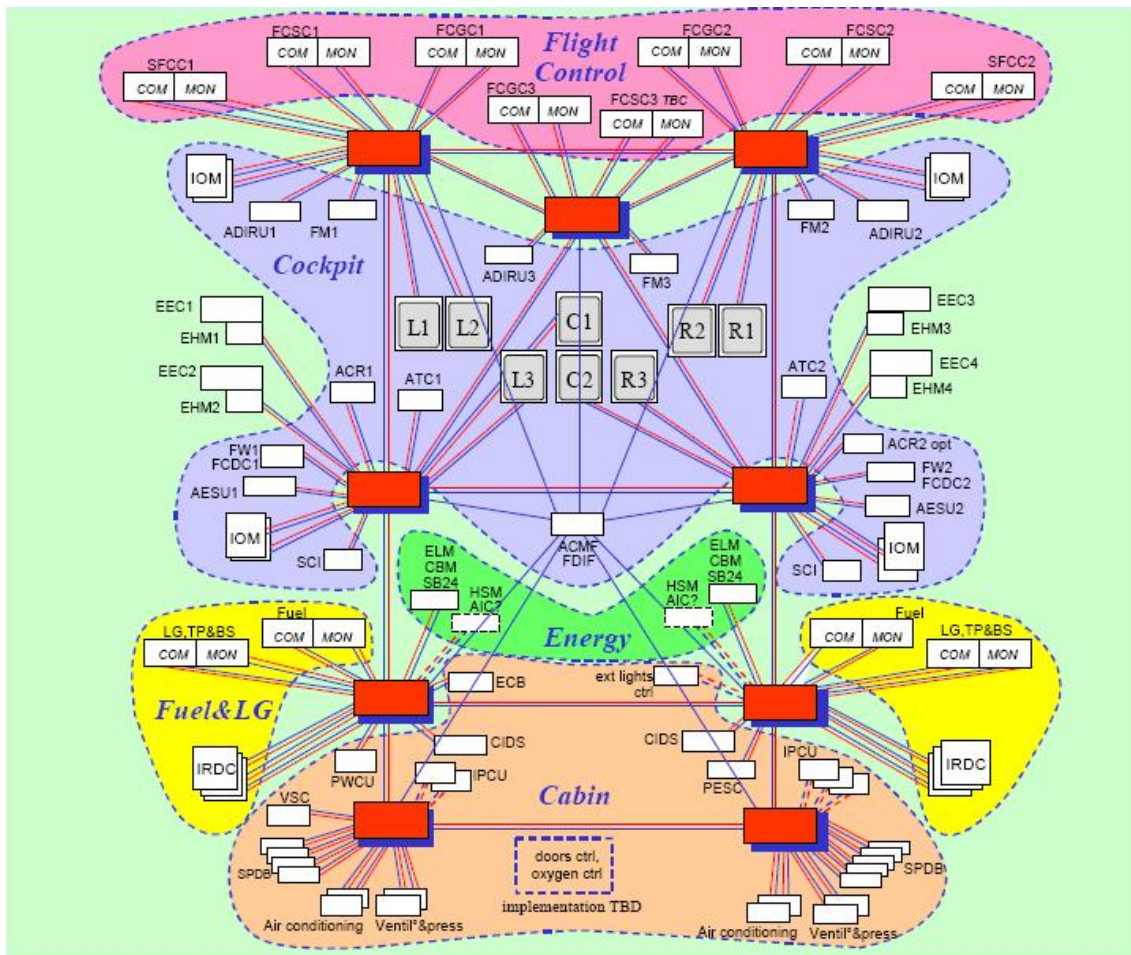 FCSC1
COM MON
FCGC1
COM MON
Flight
Control
FCGC2
COM MON
FCSC2
COM MON
SFCC1
COM MON
SFCC2
COM MON
FCGC3
COM MON
FCSC3 TBC
COM MON
IOM
IOM
ADIRU1
FM1
FM2
ADIRU2
ADIRU3
FM3
Cockpit
EEC1
EHM1
EEC2
EHM2
EEC3
EHM3
EEC4
EHM4
L1
L2
C1
R2
R1
L3
C2
R3
ACR1
ATC1
ATC2
ACR2 opt
FW1
FCDC1
FW2
FCDC2
AESU1
AESU2
IOM
IOM
SCI
SCI
ACMF
FDIF
ELM
CBM
SB24
HSM
AIC?
ELM
CBM
SB24
HSM
AIC?
Energy
Fuel
COM MON
LG,TP&BS
COM MON
Fuel
COM MON
LG,TP&BS
COM MON
Fuel&LG
ECB
ext lights
ctrl
IRDC
IRDC
PWCU
CIDS
IPCU
CIDS
PESC
IPCU
Cabin
VSC
SPDB
SPDB
doors ctrl,
oxygen ctrl
implementation TBD
Air conditioning
Ventil°&press
Air conditioning
Ventil°&press